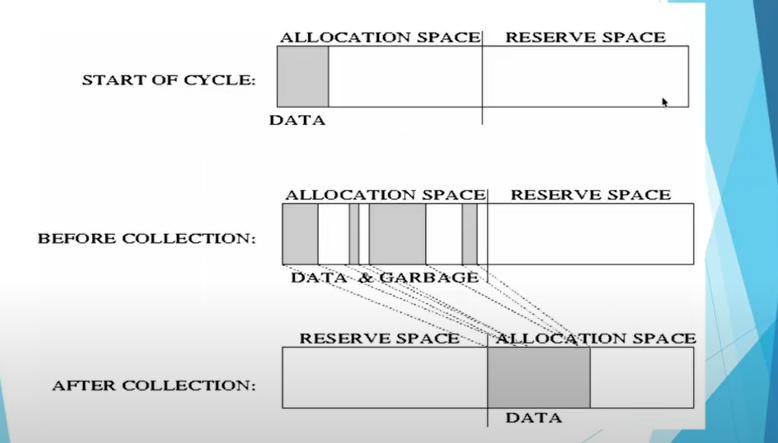 ALLOCATION SPACE RESERVE SPACE
START OF CYCLE:
DATA
ALLOCATION SPACE RESERVE SPACE
BEFORE COLLECTION:
DATA & GARBAGE
RESERVE SPACE ALLOCATION SPACE
AFTER COLLECTION:
DATA